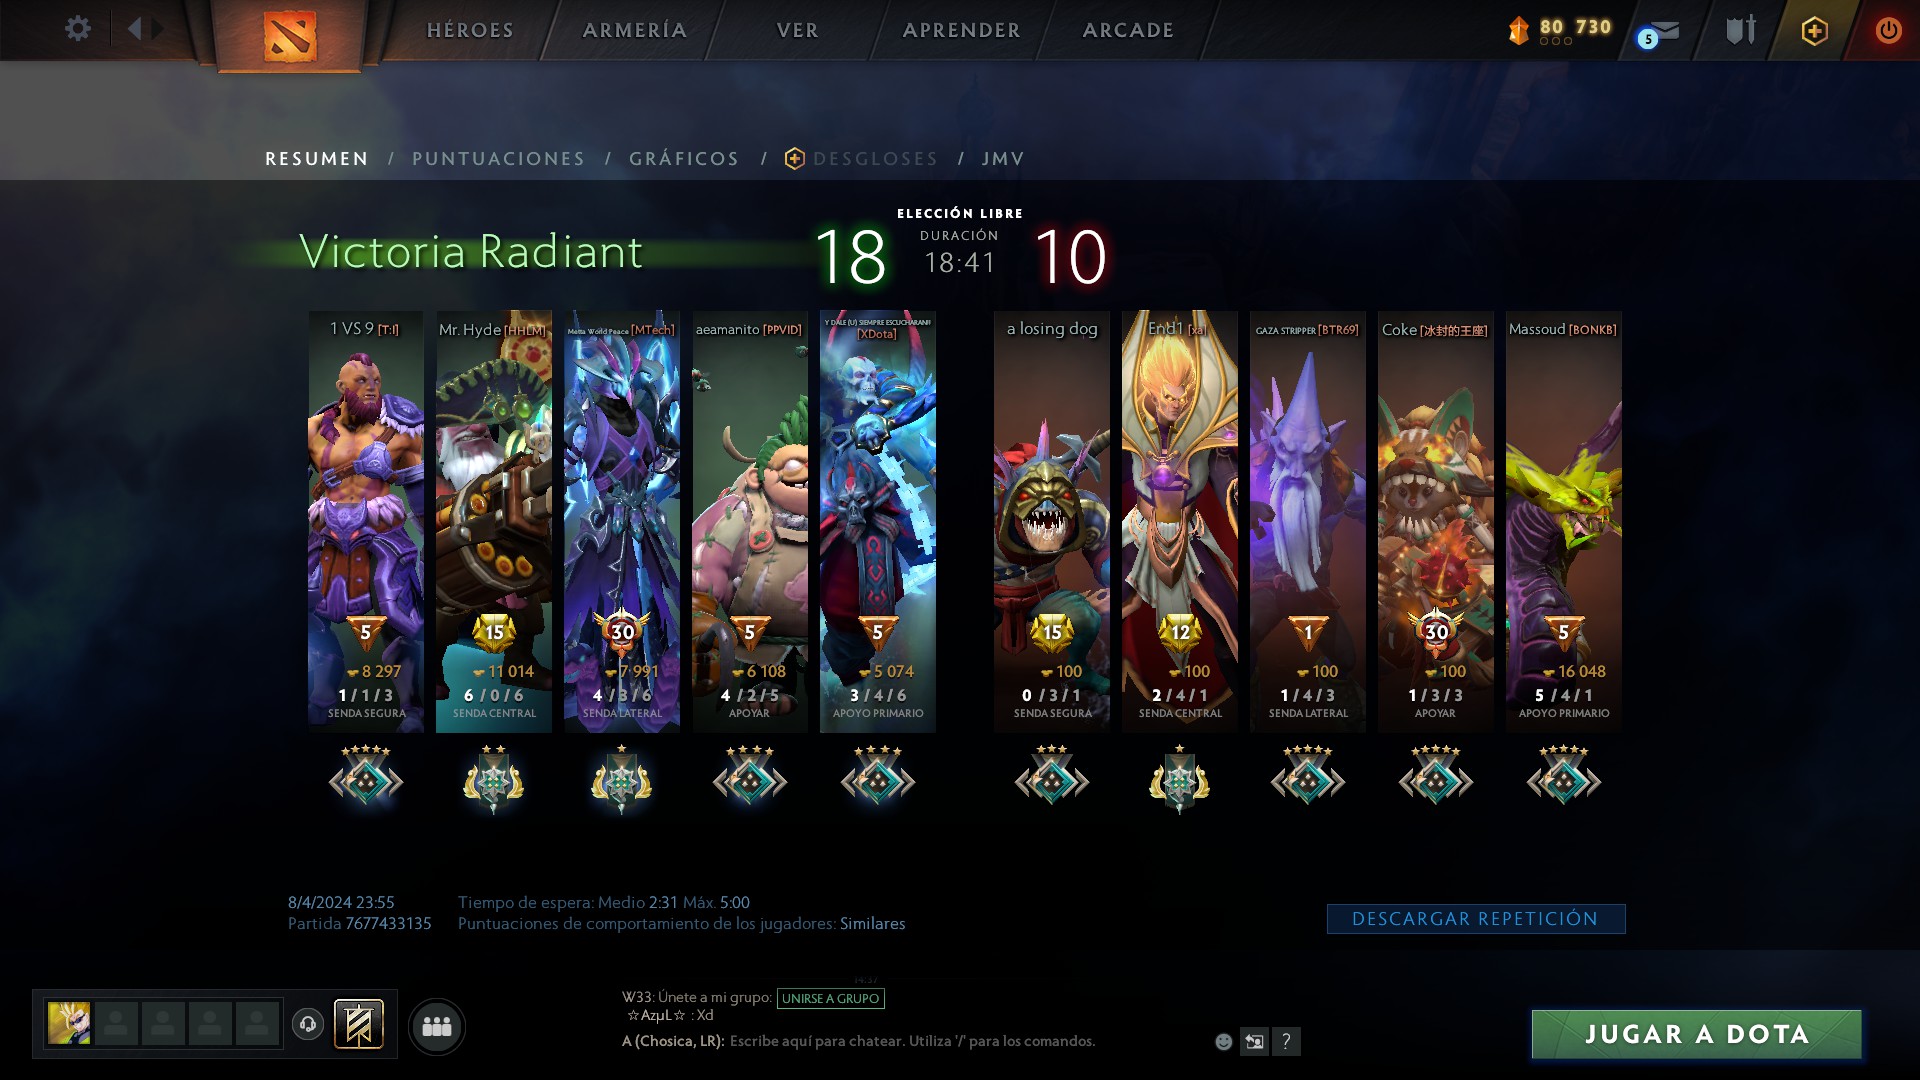 HÉROES
ARMERÍA
VER
APRENDER
ARCADE
80 730
5
RESUMEN / PUNTUACIONES / GRÁFICOS / DESGLOSES / JMV
ELECCIÓN LIBRE
Victoria Radiant
18
DURACIÓN
18:41
10
1 VS 9 [T:I]
5
8 297
1 / 1 / 3
SENDA SEGURA
Mr. Hyde [HHLM]
15
11 014
6 / 0 / 6
SENDA CENTRAL
Metta World Peace [MTech]
30
7 991
4 / 3 / 6
SENDA LATERAL
aeamanito [PPVID]
5
6 108
4 / 2 / 5
APOYAR
Y DALE (U) SIEMPRE ESCUCHARAN!!
[XDota]
5
5 074
3 / 4 / 6
APOYO PRIMARIO
a losing dog
15
100
0 / 3 / 1
SENDA SEGURA
End1 [xa]
12
100
2 / 4 / 1
SENDA CENTRAL
GAZA STRIPPER [BTR69]
1
100
1 / 4 / 3
SENDA LATERAL
Coke [冰封的王座]
30
100
1 / 3 / 3
APOYAR
Massoud [BONKB]
5
16 048
5 / 4 / 1
APOYO PRIMARIO
8/4/2024 23:55
Partida 7677433135
Tiempo de espera: Medio 2:31 Máx. 5:00
Puntuaciones de comportamiento de los jugadores: Similares
DESCARGAR REPETICIÓN
14:37
W33: Únete a mi grupo: UNIRSE A GRUPO
☆AzµL☆ : Xd
A (Chosica, LR): Escribe aquí para chatear. Utiliza '/' para los comandos.
?
JUGAR A DOTA